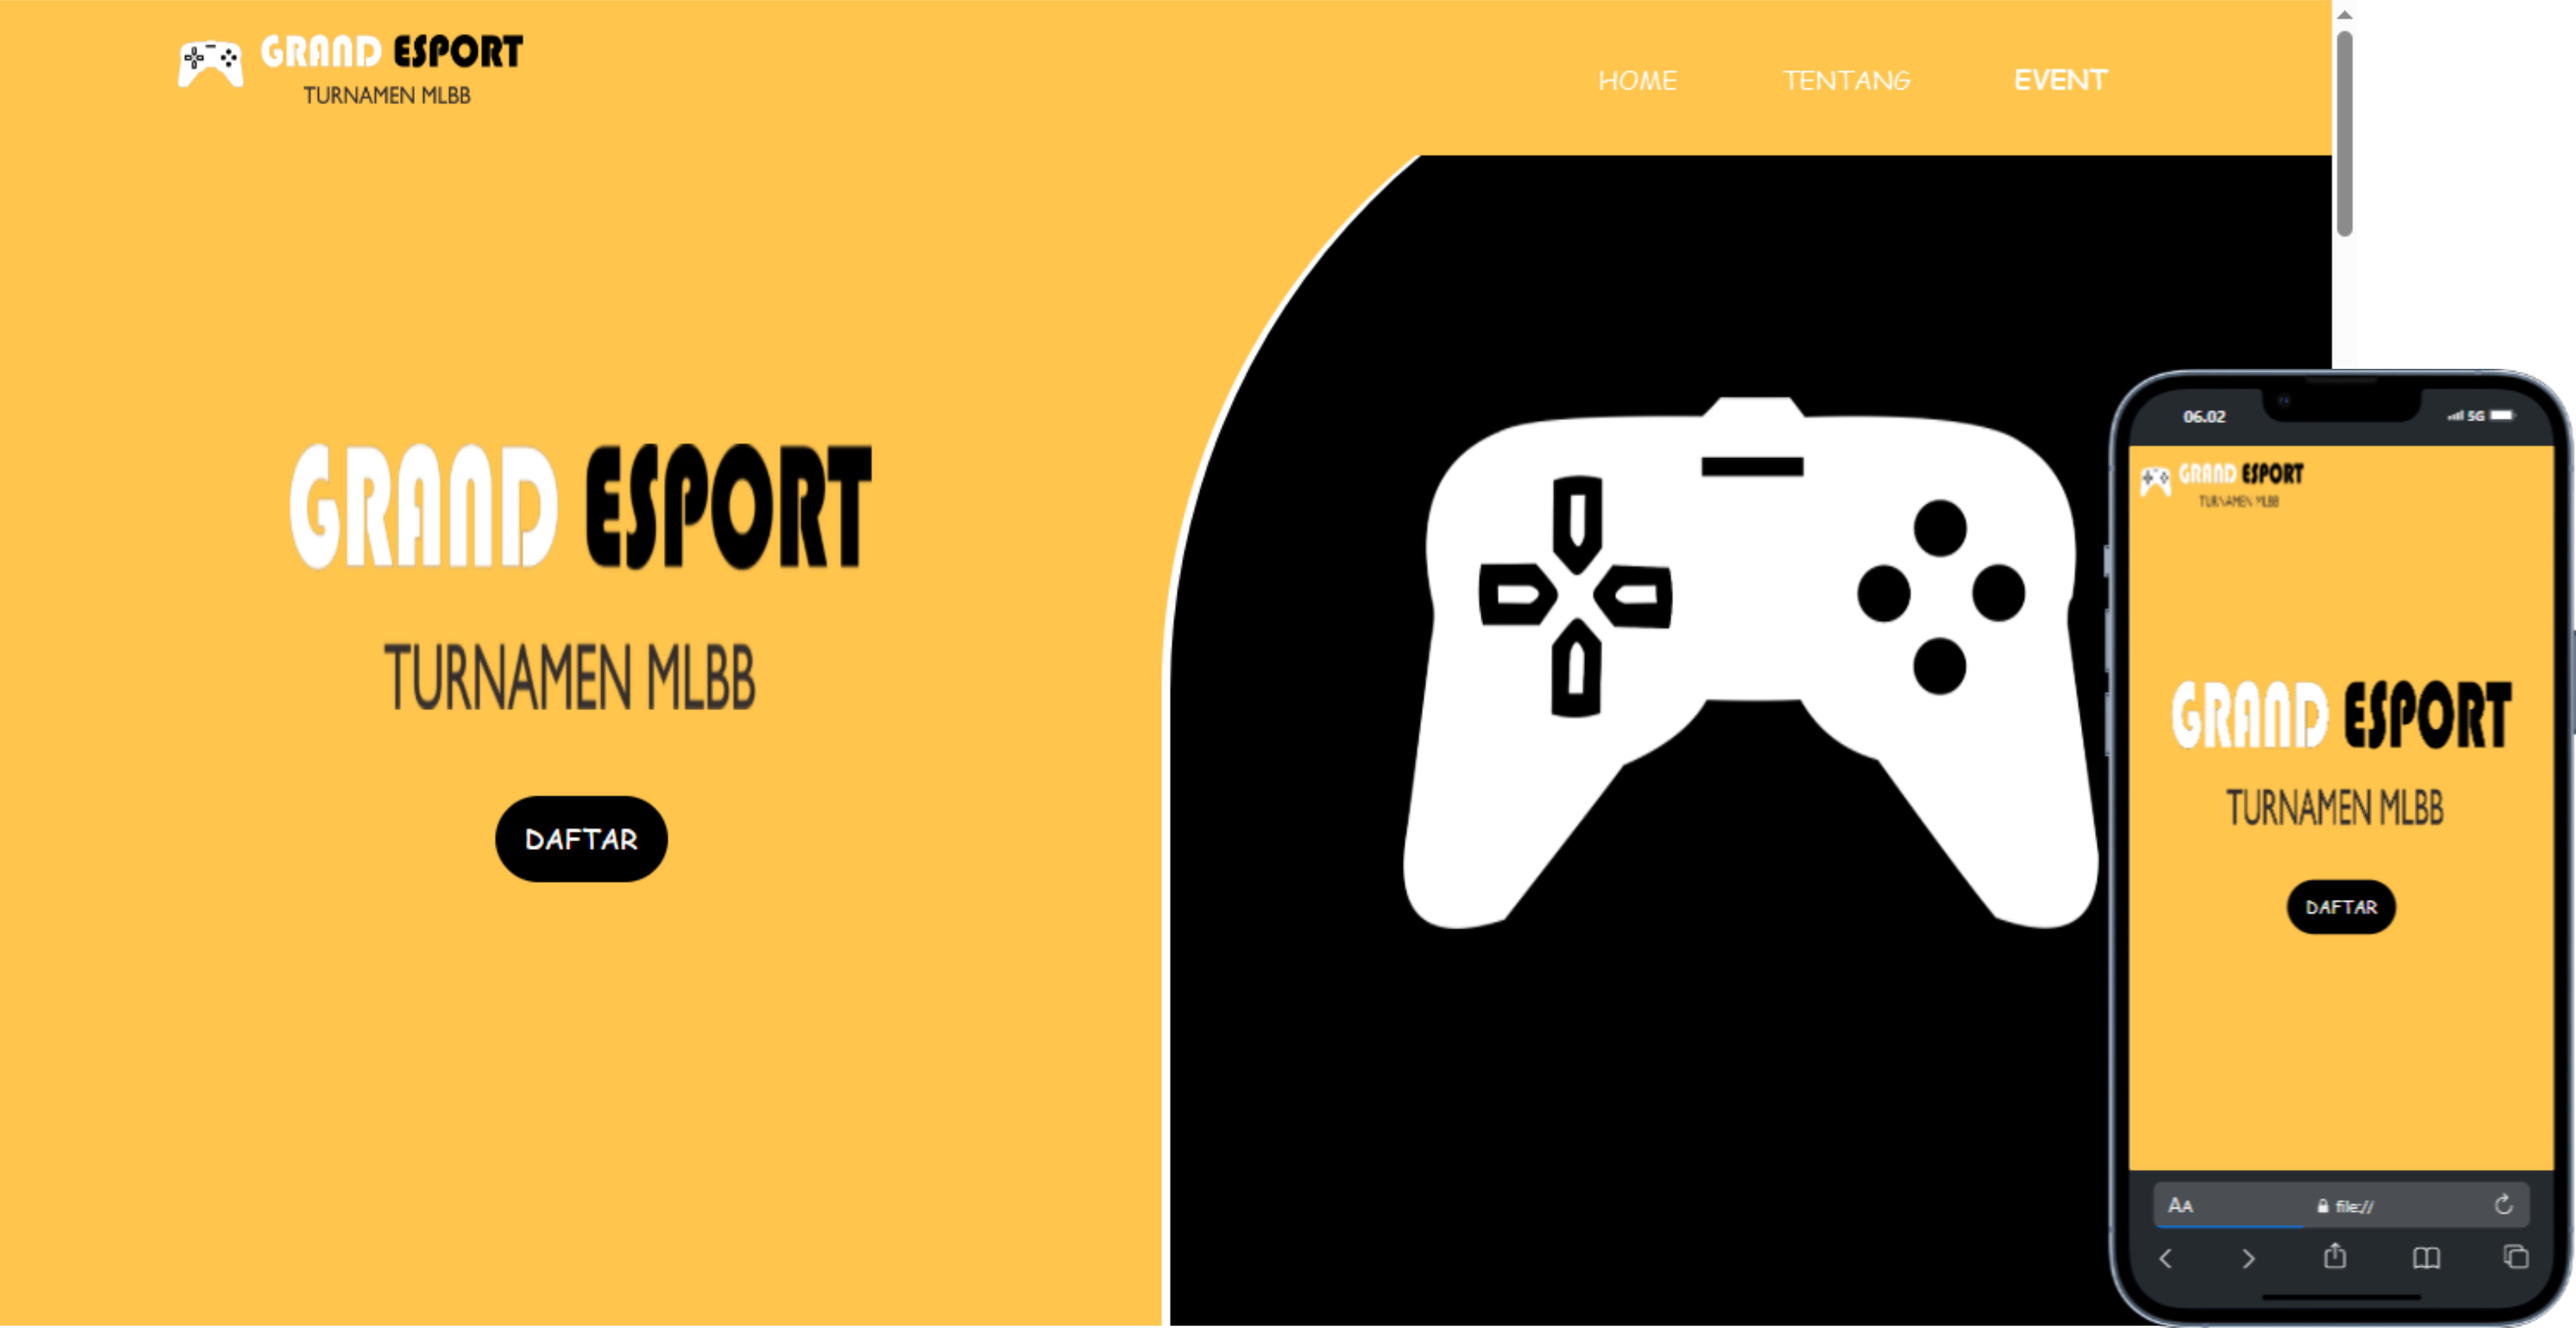 GRAND ESPORT
TURNAMEN MLBB
HOME TENTANG EVENT
GRAND ESPORT
TURNAMEN MLBB
DAFTAR
06.02 5G
GRAND ESPORT
TURNAMEN MLBB
GRAND ESPORT
TURNAMEN MLBB
DAFTAR
AA file://